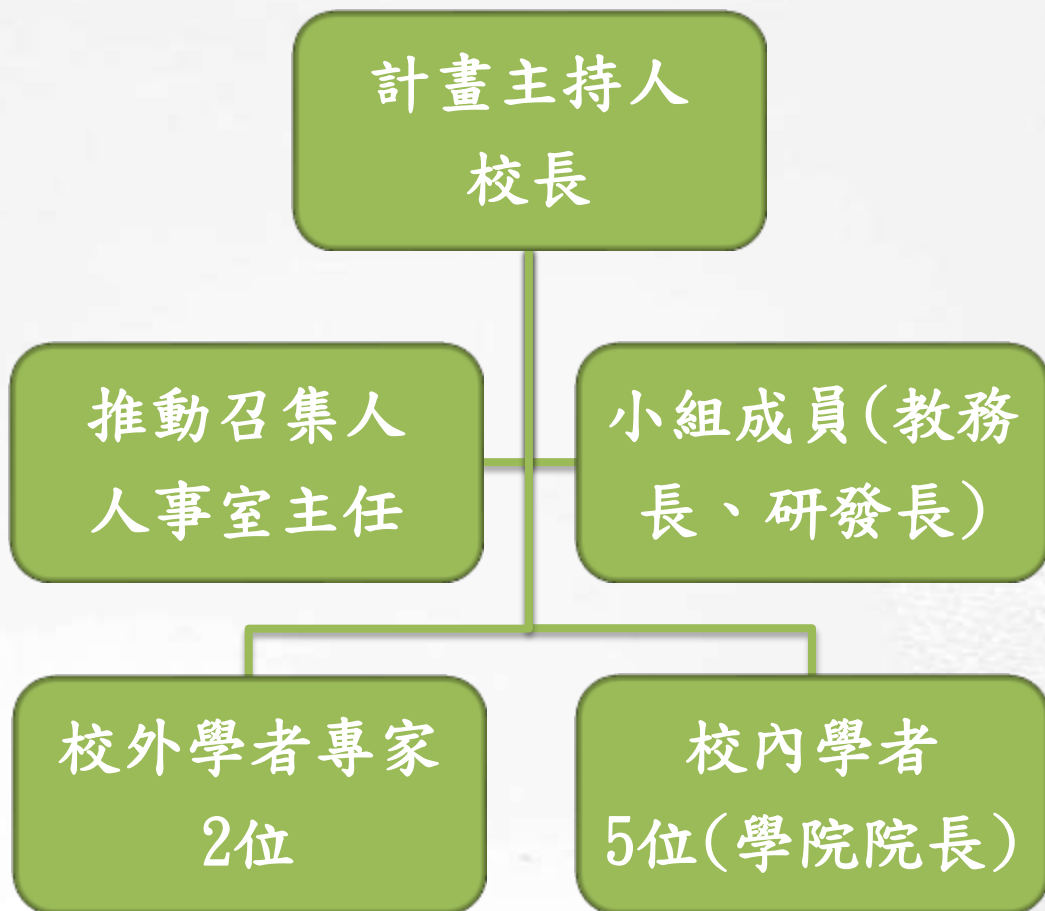 計畫主持人
校長
推動召集人
人事室主任
小組成員(教務
長、研發長)
校外學者專家
2位
校內學者
5位(學院院長)